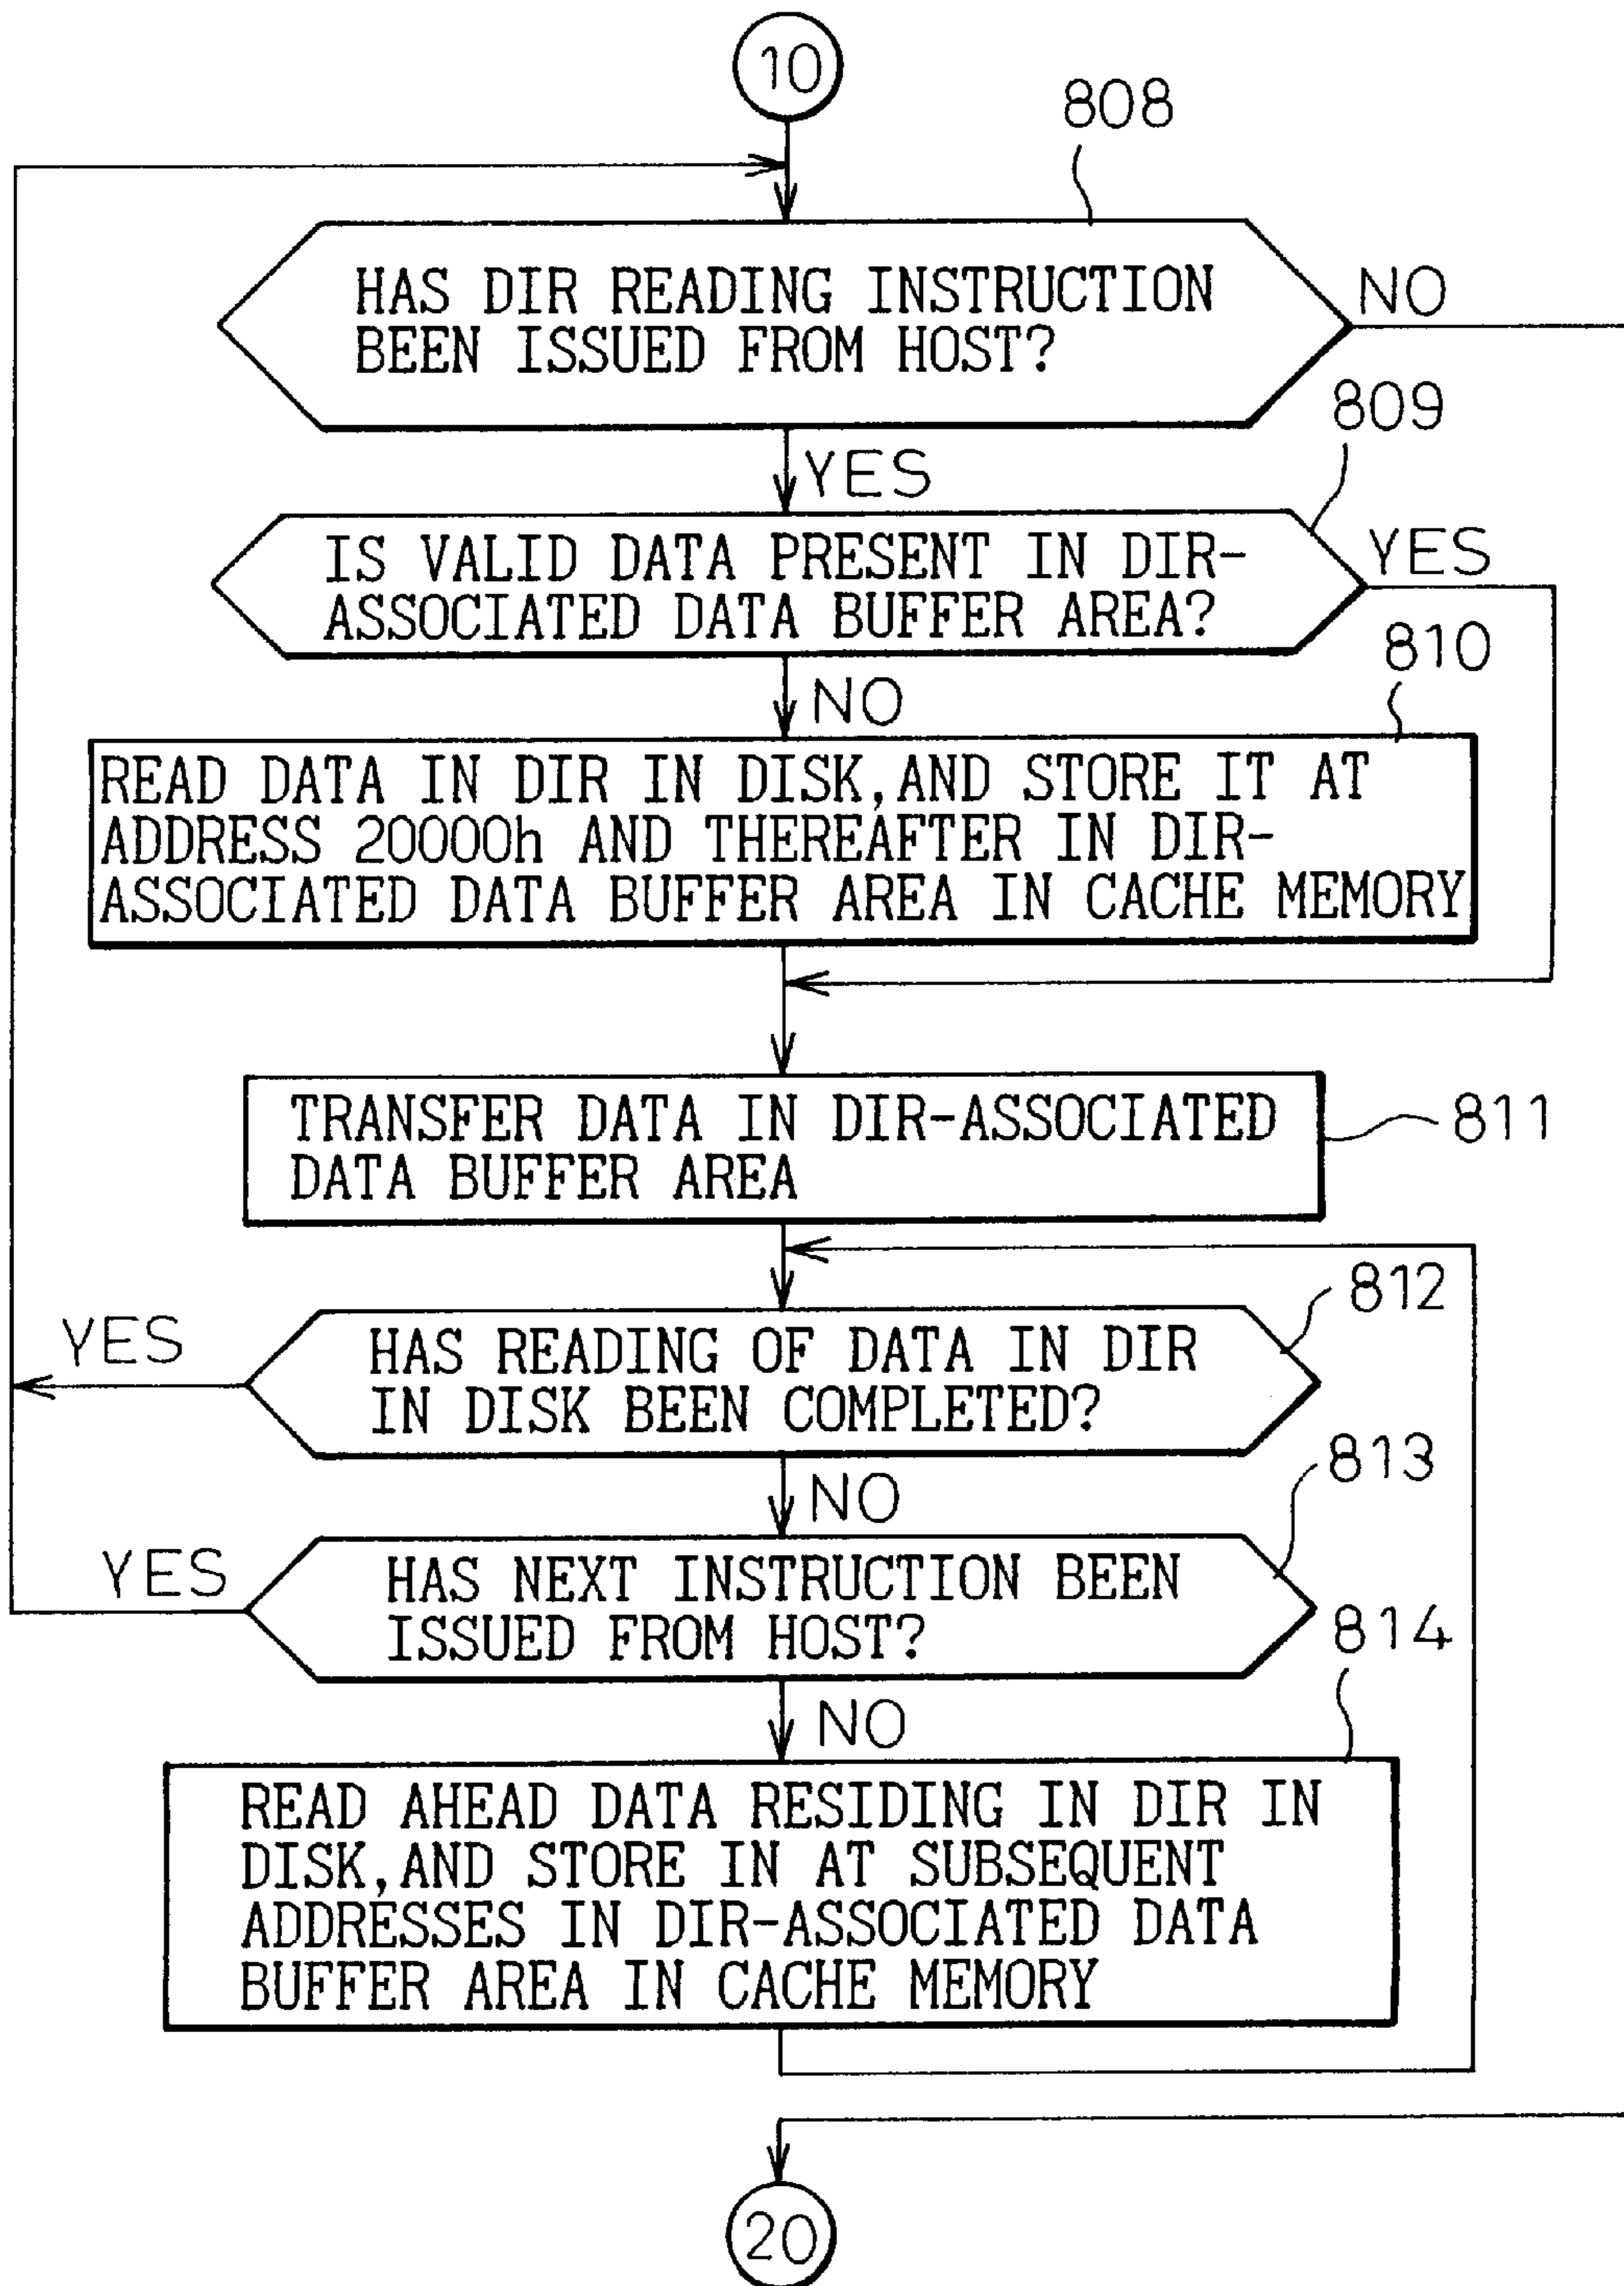 10
808
HAS DIR READING INSTRUCTION
BEEN ISSUED FROM HOST?
NO
809
YES
IS VALID DATA PRESENT IN DIR-
ASSOCIATED DATA BUFFER AREA?
YES
810
NO
READ DATA IN DIR IN DISK,AND STORE IT AT
ADDRESS 20000h AND THEREAFTER IN DIR-
ASSOCIATED DATA BUFFER AREA IN CACHE MEMORY
TRANSFER DATA IN DIR-ASSOCIATED
DATA BUFFER AREA
811
812
YES
HAS READING OF DATA IN DIR
IN DISK BEEN COMPLETED?
813
NO
YES
HAS NEXT INSTRUCTION BEEN
ISSUED FROM HOST?
814
NO
READ AHEAD DATA RESIDING IN DIR IN
DISK,AND STORE IN AT SUBSEQUENT
ADDRESSES IN DIR-ASSOCIATED DATA
BUFFER AREA IN CACHE MEMORY
20